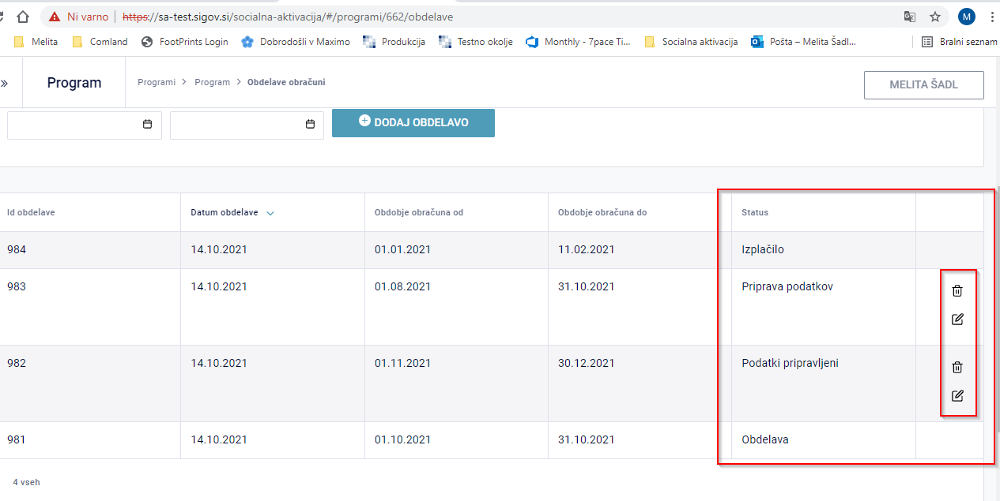 Ni varno https://sa-test.sigov.si/socialna-aktivacija/#/programi/662/obdelave M
Melita Comland FootPrints Login Dobrodošli v Maximo Produkcija Testno okolje Monthly - 7pace Ti... Socialna aktivacija Pošta – Melita Šadl... Bralni seznam
» Program Programi > Program > Obdelave obračuni MELITA ŠADL
DODAJ OBDELAVO
Id obdelave Datum obdelave Obdobje obračuna od Obdobje obračuna do Status
984 14.10.2021 01.01.2021 11.02.2021 Izplačilo
983 14.10.2021 01.08.2021 31.10.2021 Priprava podatkov
982 14.10.2021 01.11.2021 30.12.2021 Podatki pripravljeni
981 14.10.2021 01.10.2021 31.10.2021 Obdelava
4 vseh